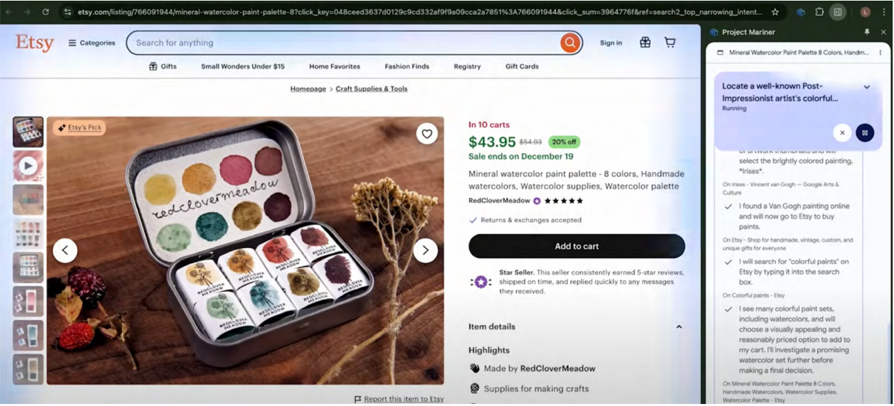 etsy.com/listing/766091944/mineral-watercolor-paint-palette-8?click_key=048ceed3637d0129c9cd332af9f9a09cca2a7851%3A766091944&click_sum=3964776f&ref=search2_top_narrowing_intent...
Project Mariner
Etsy
Categories
Search for anything
Sign in
Gifts
Small Wonders Under $15
Home Favorites
Fashion Finds
Registry
Gift Cards
Homepage > Craft Supplies & Tools
Etsy's Pick
redclovermeadow
In 10 carts
$43.95 $54.93 20% off
Sale ends on December 19
Mineral watercolor paint palette - 8 colors, Handmade
watercolors, Watercolor supplies, Watercolor palette
RedCloverMeadow
Returns & exchanges accepted
Add to cart
Star Seller. This seller consistently earned 5-star reviews,
shipped on time, and replied quickly to any messages
they received.
Item details
Highlights
Made by RedCloverMeadow
Supplies for making crafts
Report this item to Etsy
Mineral Watercolor Paint Palette 8 Colors, Handm...
Locate a well-known Post-
Impressionist artist's colorful...
Running
select the brightly colored painting,
*Irises*.
On Irises - Vincent van Gogh — Google Arts &
Culture
I found a Van Gogh painting online
and will now go to Etsy to buy
paints.
On Etsy - Shop for handmade, vintage, custom, and
unique gifts for everyone
I will search for "colorful paints" on
Etsy by typing it into the search
box.
On Colorful paints - Etsy
I see many colorful paint sets,
including watercolors, and will
choose a visually appealing and
reasonably priced option to add to
my cart. I'll investigate a promising
watercolor set further before
making a final decision.
On Mineral Watercolor Paint Palette 8 Colors,
Handmade Watercolors, Watercolor Supplies,
Watercolor Palette - Etsy